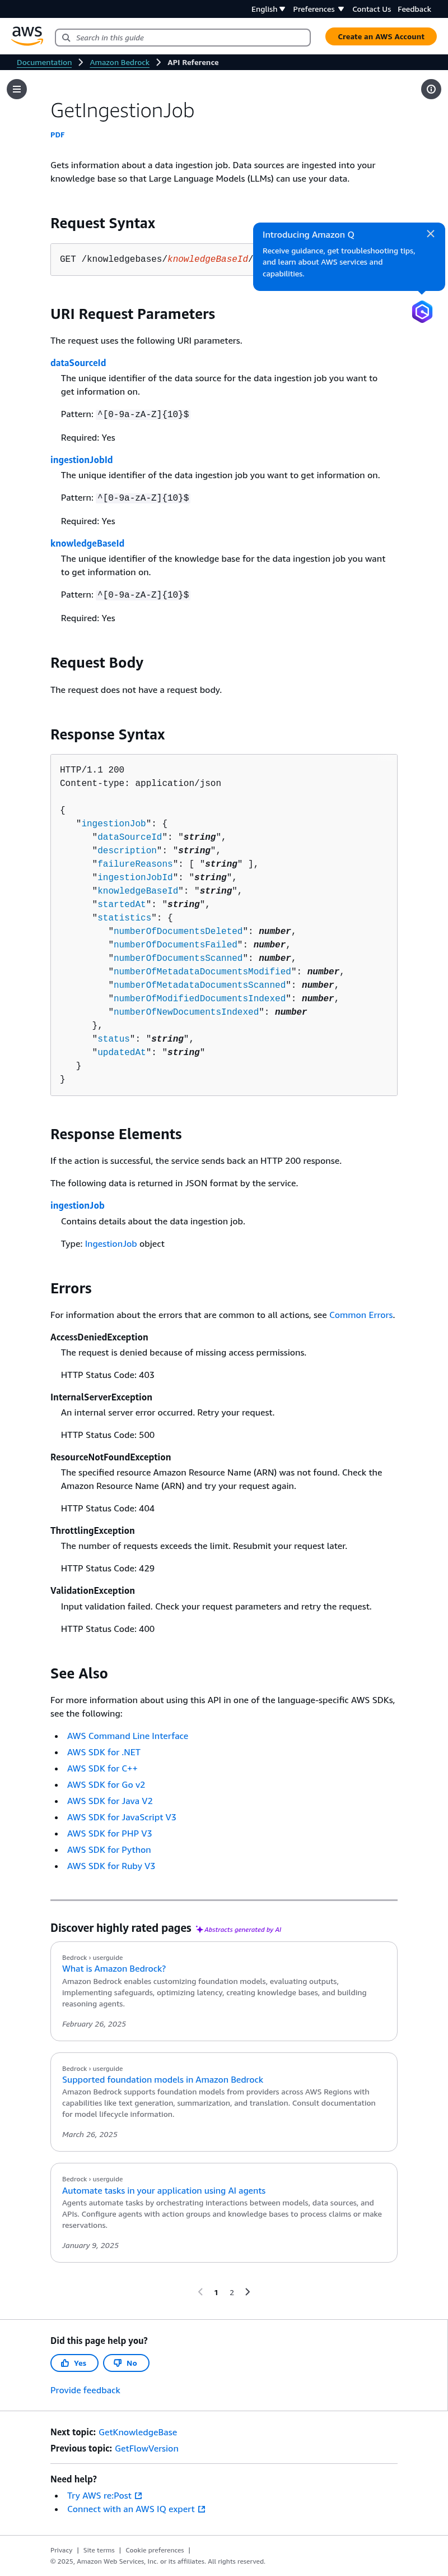 English
Preferences
Contact Us
Feedback
aws
Search in this guide
Create an AWS Account
Documentation
Amazon Bedrock
API Reference
GetIngestionJob
PDF
Gets information about a data ingestion job. Data sources are ingested into your
knowledge base so that Large Language Models (LLMs) can use your data.
Request Syntax
GET /knowledgebases/knowledgeBaseId/
Introducing Amazon Q
Receive guidance, get troubleshooting tips,
and learn about AWS services and
capabilities.
URI Request Parameters
The request uses the following URI parameters.
dataSourceId
The unique identifier of the data source for the data ingestion job you want to
get information on.
Pattern: ^[0-9a-zA-Z]{10}$
Required: Yes
ingestionJobId
The unique identifier of the data ingestion job you want to get information on.
Pattern: ^[0-9a-zA-Z]{10}$
Required: Yes
knowledgeBaseId
The unique identifier of the knowledge base for the data ingestion job you want
to get information on.
Pattern: ^[0-9a-zA-Z]{10}$
Required: Yes
Request Body
The request does not have a request body.
Response Syntax
HTTP/1.1 200
Content-type: application/json
{
"ingestionJob": {
"dataSourceId": "string",
"description": "string",
"failureReasons": [ "string" ],
"ingestionJobId": "string",
"knowledgeBaseId": "string",
"startedAt": "string",
"statistics": {
"numberOfDocumentsDeleted": number,
"numberOfDocumentsFailed": number,
"numberOfDocumentsScanned": number,
"numberOfMetadataDocumentsModified": number,
"numberOfMetadataDocumentsScanned": number,
"numberOfModifiedDocumentsIndexed": number,
"numberOfNewDocumentsIndexed": number
},
"status": "string",
"updatedAt": "string"
}
}
Response Elements
If the action is successful, the service sends back an HTTP 200 response.
The following data is returned in JSON format by the service.
ingestionJob
Contains details about the data ingestion job.
Type: IngestionJob object
Errors
For information about the errors that are common to all actions, see Common Errors.
AccessDeniedException
The request is denied because of missing access permissions.
HTTP Status Code: 403
InternalServerException
An internal server error occurred. Retry your request.
HTTP Status Code: 500
ResourceNotFoundException
The specified resource Amazon Resource Name (ARN) was not found. Check the
Amazon Resource Name (ARN) and try your request again.
HTTP Status Code: 404
ThrottlingException
The number of requests exceeds the limit. Resubmit your request later.
HTTP Status Code: 429
ValidationException
Input validation failed. Check your request parameters and retry the request.
HTTP Status Code: 400
See Also
For more information about using this API in one of the language-specific AWS SDKs,
see the following:
• AWS Command Line Interface
• AWS SDK for .NET
• AWS SDK for C++
• AWS SDK for Go v2
• AWS SDK for Java V2
• AWS SDK for JavaScript V3
• AWS SDK for PHP V3
• AWS SDK for Python
• AWS SDK for Ruby V3
Discover highly rated pages Abstracts generated by AI
Bedrock › userguide
What is Amazon Bedrock?
Amazon Bedrock enables customizing foundation models, evaluating outputs,
implementing safeguards, optimizing latency, creating knowledge bases, and building
reasoning agents.
February 26, 2025
Bedrock › userguide
Supported foundation models in Amazon Bedrock
Amazon Bedrock supports foundation models from providers across AWS Regions with
capabilities like text generation, summarization, and translation. Consult documentation
for model lifecycle information.
March 26, 2025
Bedrock › userguide
Automate tasks in your application using AI agents
Agents automate tasks by orchestrating interactions between models, data sources, and
APIs. Configure agents with action groups and knowledge bases to process claims or make
reservations.
January 9, 2025
1 2
Did this page help you?
Yes
No
Provide feedback
Next topic: GetKnowledgeBase
Previous topic: GetFlowVersion
Need help?
• Try AWS re:Post
• Connect with an AWS IQ expert
Privacy | Site terms | Cookie preferences |
© 2025, Amazon Web Services, Inc. or its affiliates. All rights reserved.